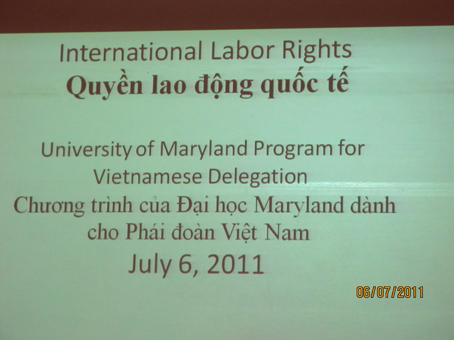 International Labor Rights
Quyền lao động quốc tế
University of Maryland Program for
Vietnamese Delegation
Chương trình của Đại học Maryland dành
cho Phái đoàn Việt Nam
July 6, 2011
06/07/2011